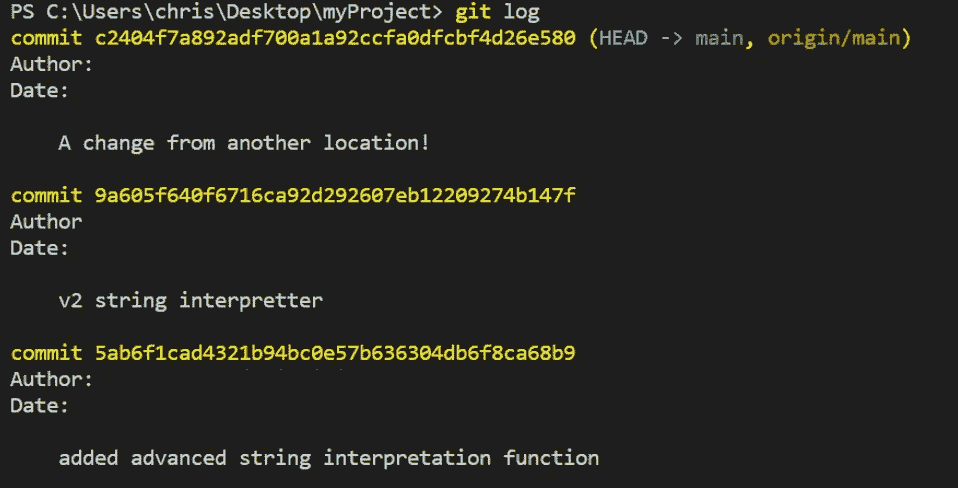 PS C:\Users\chris\Desktop\myProject> git log
commit c2404f7a892adf700a1a92ccfa0dfcbf4d26e580 (HEAD -> main, origin/main)
Author:
Date:
A change from another location!
commit 9a605f640f6716ca92d292607eb12209274b147f
Author
Date:
v2 string interpretter
commit 5ab6f1cad4321b94bc0e57b636304db6f8ca68b9
Author:
Date:
added advanced string interpretation function